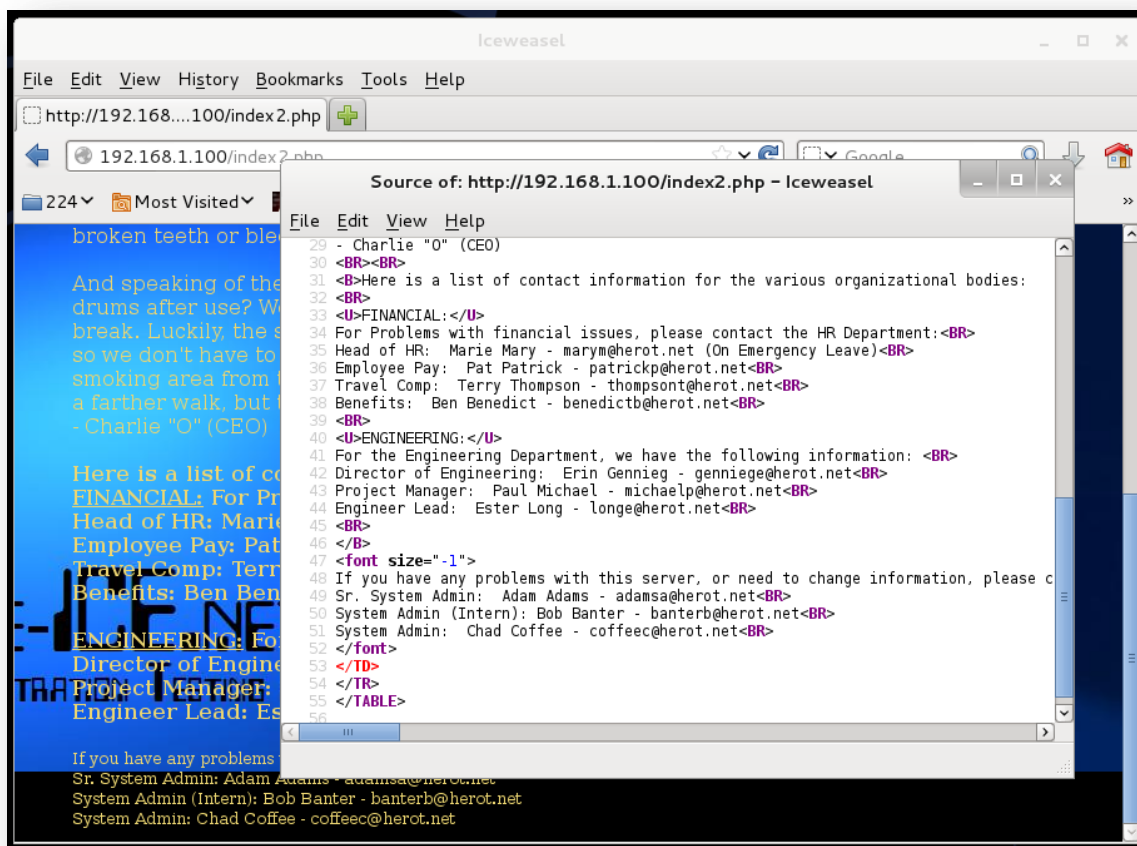 Iceweasel
File Edit View History Bookmarks Tools Help
http://192.168....100/index2.php
192.168.1.100/index2.php
Google
224 Most Visited
»
broken teeth or
And speaking of the
drums after use?
break. Luckily, the
so we don't have to
smoking area from
a farther walk, but
- Charlie "O" (CEO)
Here is a list of
FINANCIAL: For
Head of HR:
Employee Pay: Pat
Travel Comp:
Benefits: Ben
NE
ENGINEERING:
Director of
TRATION TESTING
Project Manager:
Engineer Lead:
If you have any problems
Sr. System Admin: Adam Adams - adamsa@herot.net
System Admin (Intern): Bob Banter - banterb@herot.net
System Admin: Chad Coffee - coffeec@herot.net
Source of: http://192.168.1.100/index2.php - Iceweasel
File Edit View Help
29 - Charlie "O" (CEO)
30 <BR><BR>
31 <B>Here is a list of contact information for the various organizational bodies:
32 <BR>
33 <U>FINANCIAL:</U>
34 For Problems with financial issues, please contact the HR Department:<BR>
35 Head of HR:  Marie Mary - marym@herot.net (On Emergency Leave)<BR>
36 Employee Pay:  Pat Patrick - patrickp@herot.net<BR>
37 Travel Comp:  Terry Thompson - thompsont@herot.net<BR>
38 Benefits:  Ben Benedict - benedictb@herot.net<BR>
39 <BR>
40 <U>ENGINEERING:</U>
41 For the Engineering Department, we have the following information: <BR>
42 Director of Engineering:  Erin Gennieg - genniege@herot.net<BR>
43 Project Manager:  Paul Michael - michaelp@herot.net<BR>
44 Engineer Lead:  Ester Long - longe@herot.net<BR>
45 <BR>
46 </B>
47 <font size="-1">
48 If you have any problems with this server, or need to change information, please c
49 Sr. System Admin:  Adam Adams - adamsa@herot.net<BR>
50 System Admin (Intern): Bob Banter - banterb@herot.net<BR>
51 System Admin:  Chad Coffee - coffeec@herot.net<BR>
52 </font>
53 </TD>
54 </TR>
55 </TABLE>
56